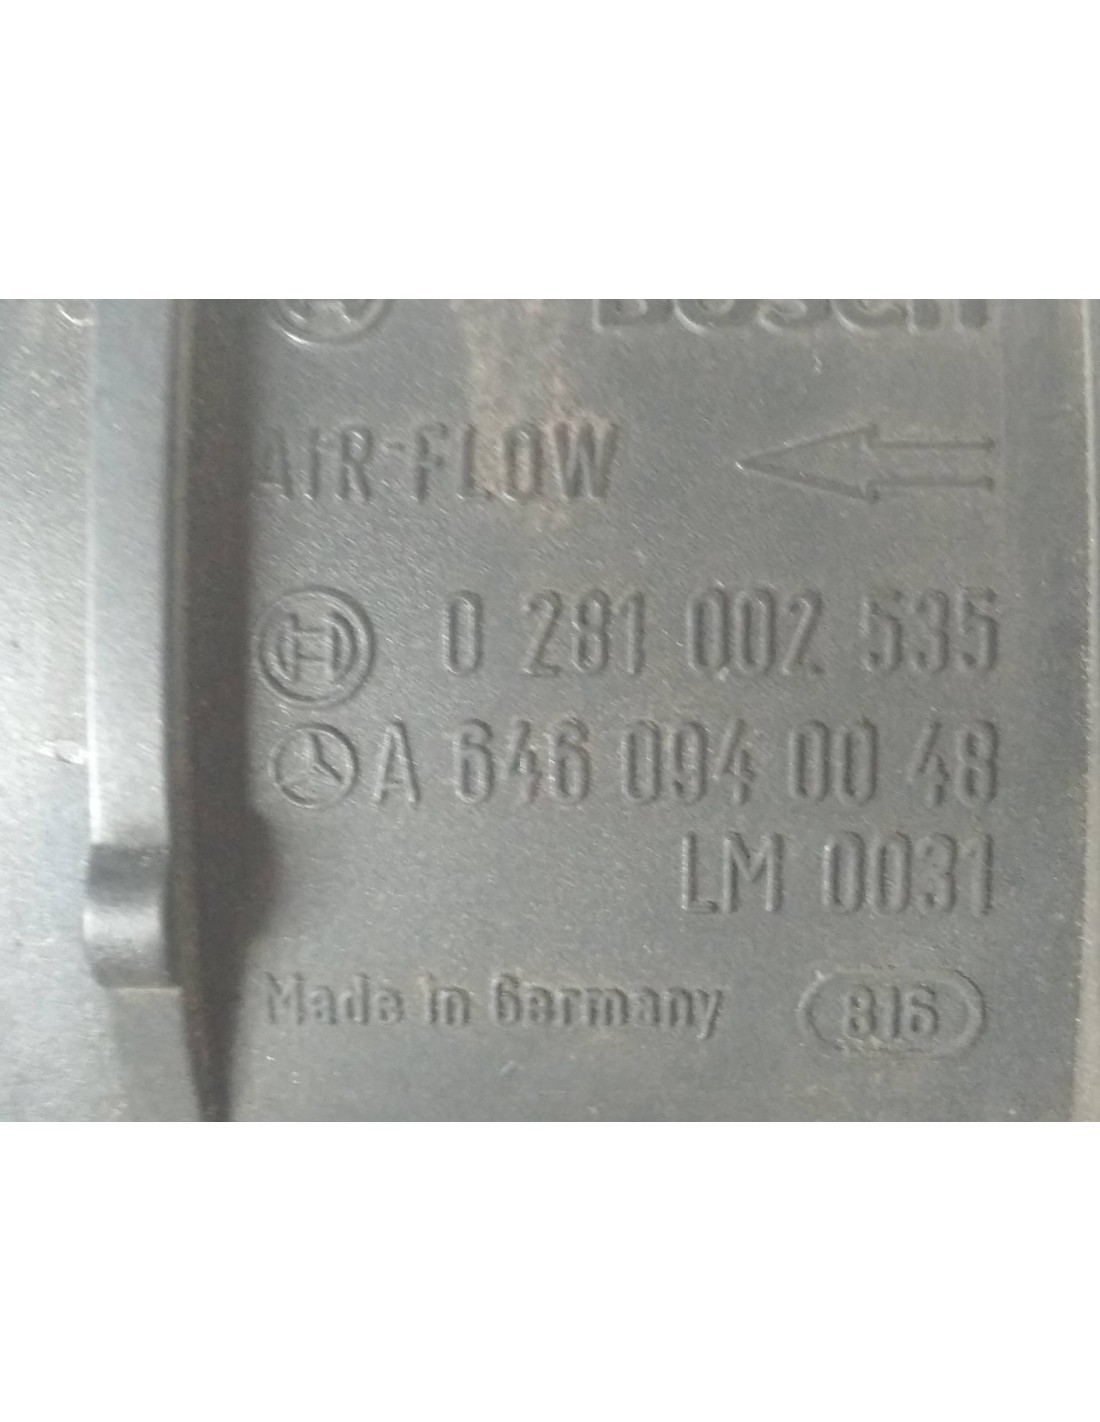 BOSCH
AIR-FLOW
0 281 002 535
A 646 094 00 48
LM 0031
Made in Germany 816